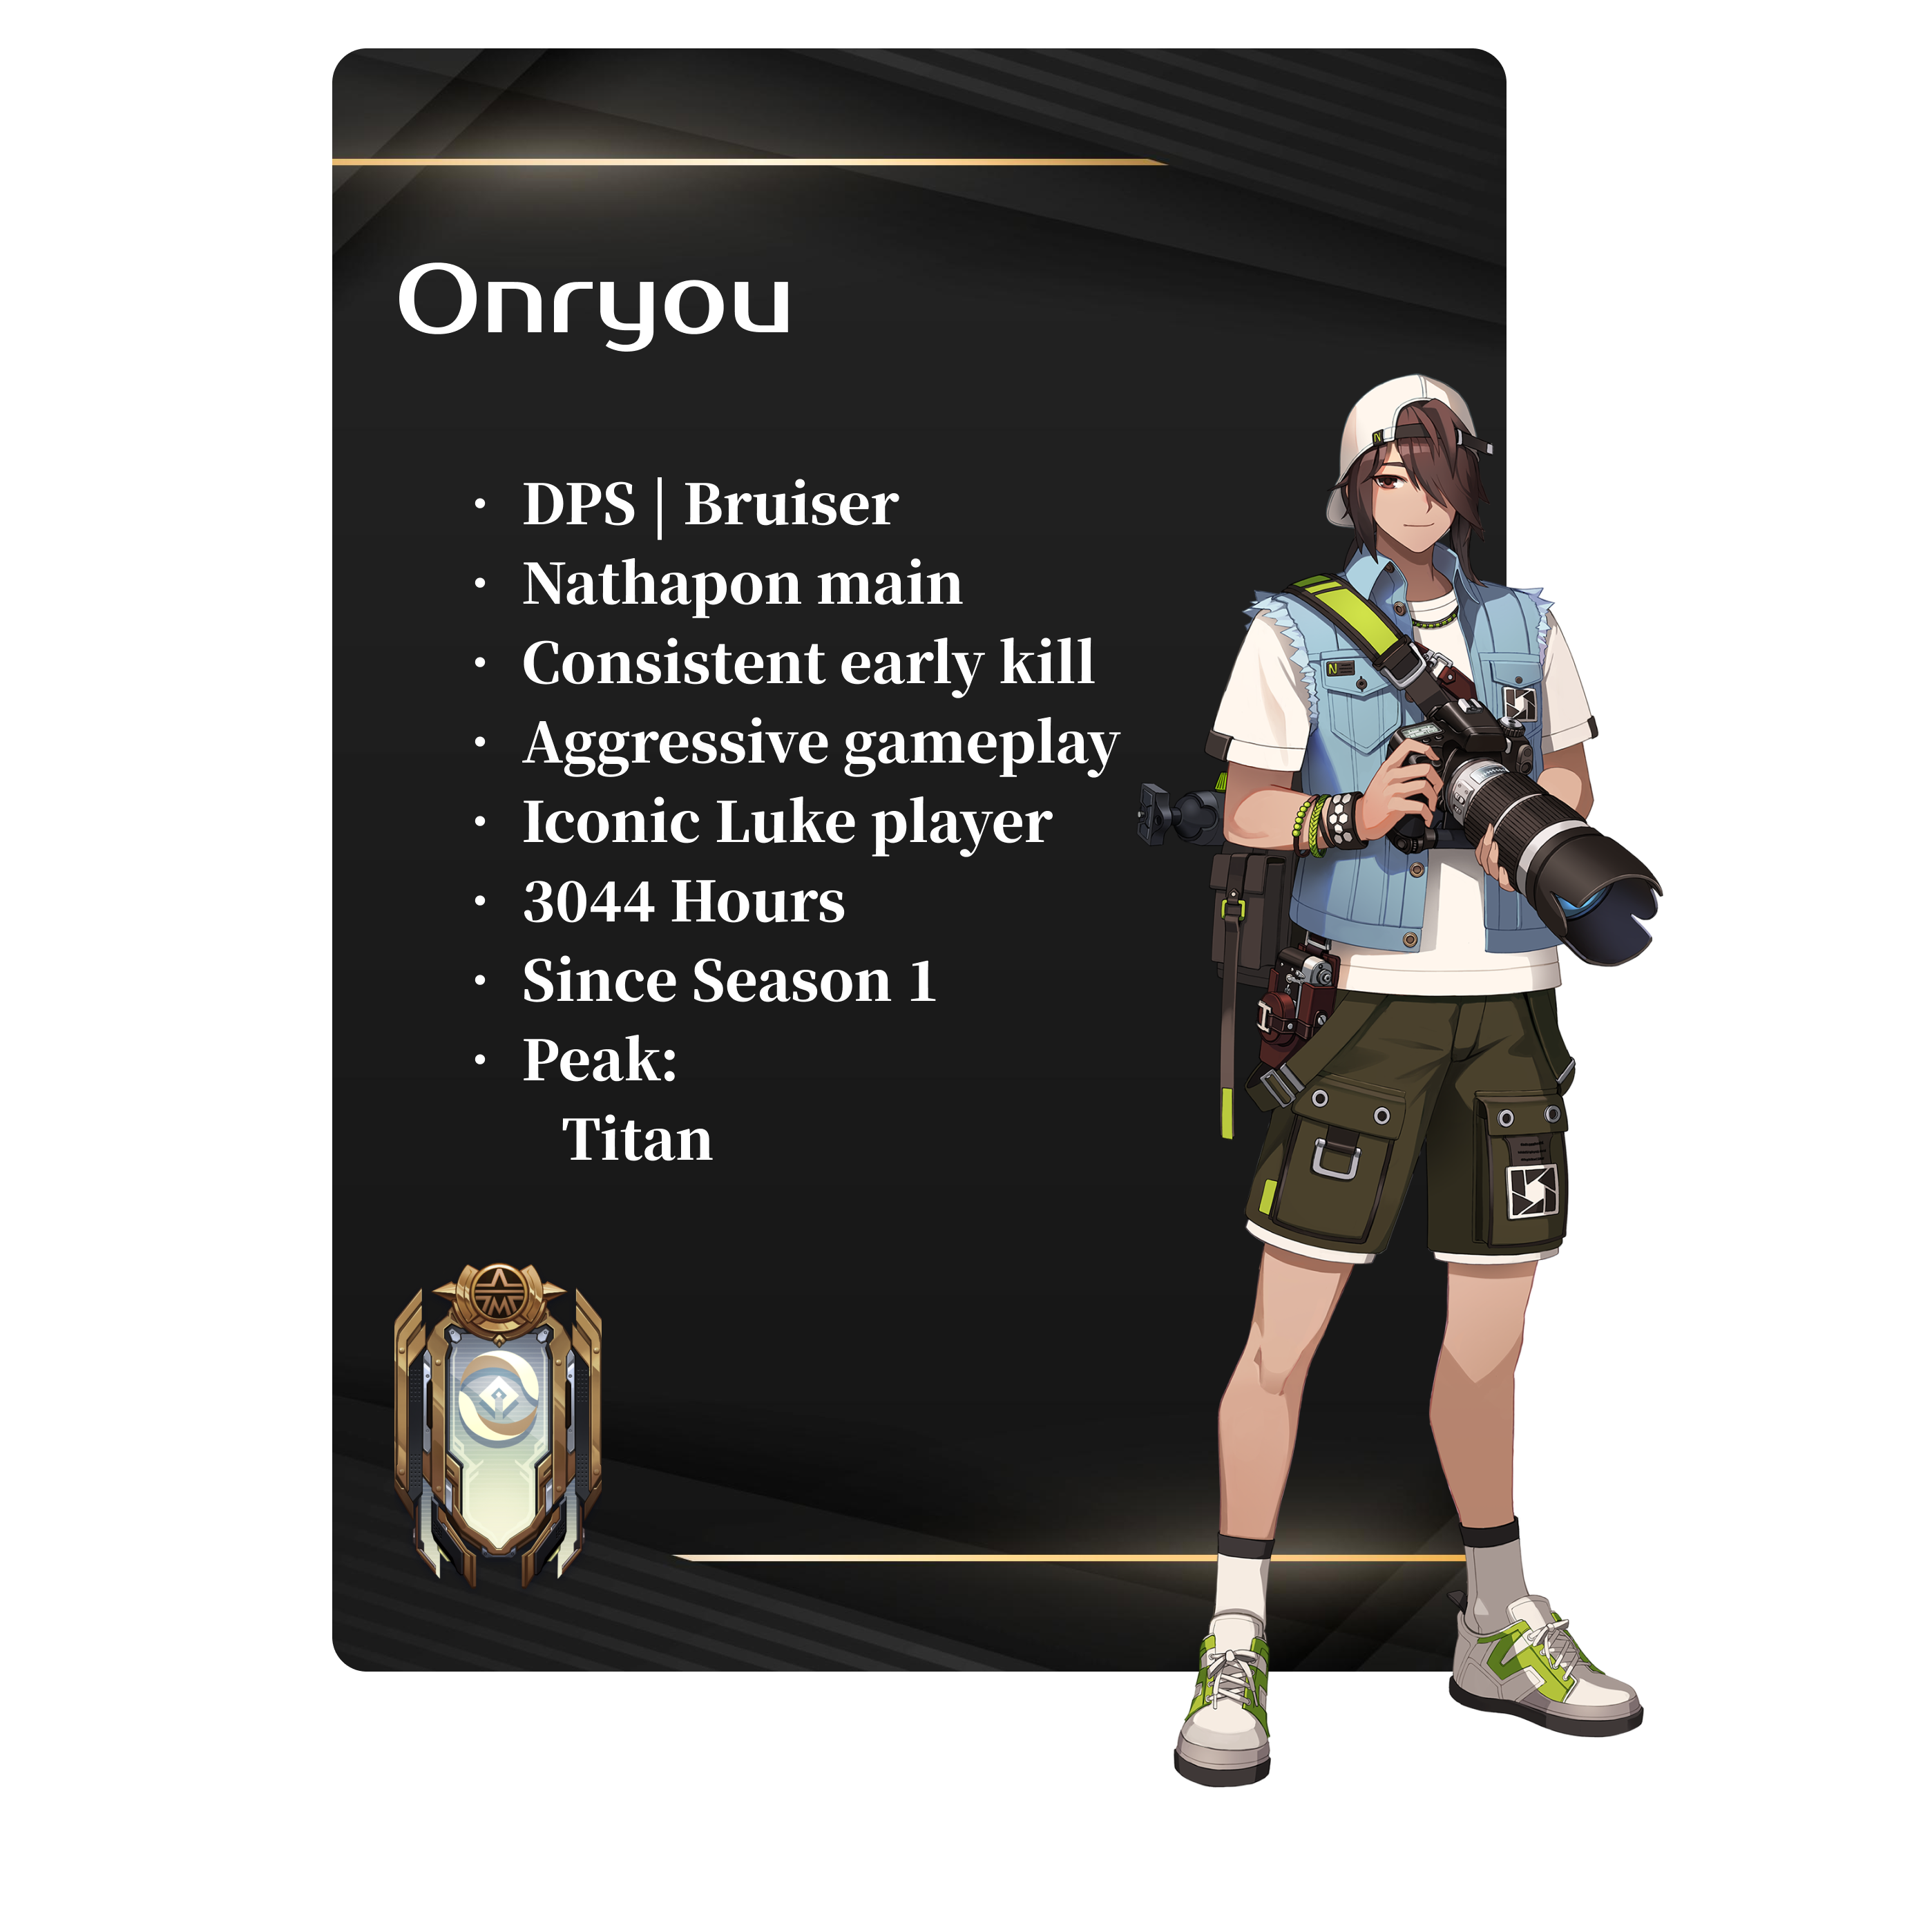 Onryou
· DPS | Bruiser
· Nathapon main
· Consistent early kill
· Aggressive gameplay
· Iconic Luke player
· 3044 Hours
· Since Season 1
· Peak:
Titan